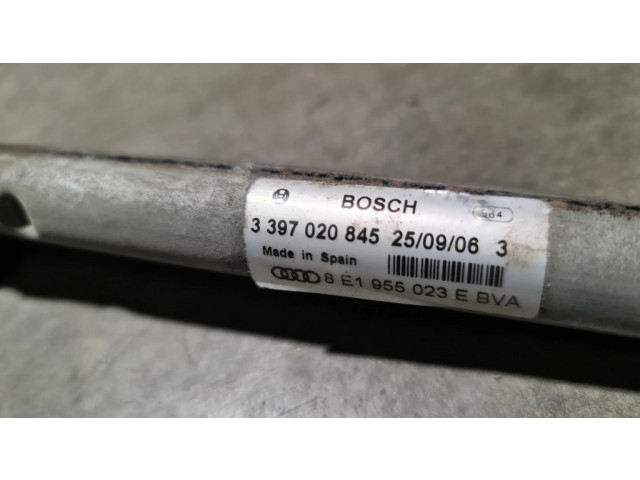 BOSCH
3 397 020 845 25/09/06 3
Made in Spain
8 E1 955 023 E BVA